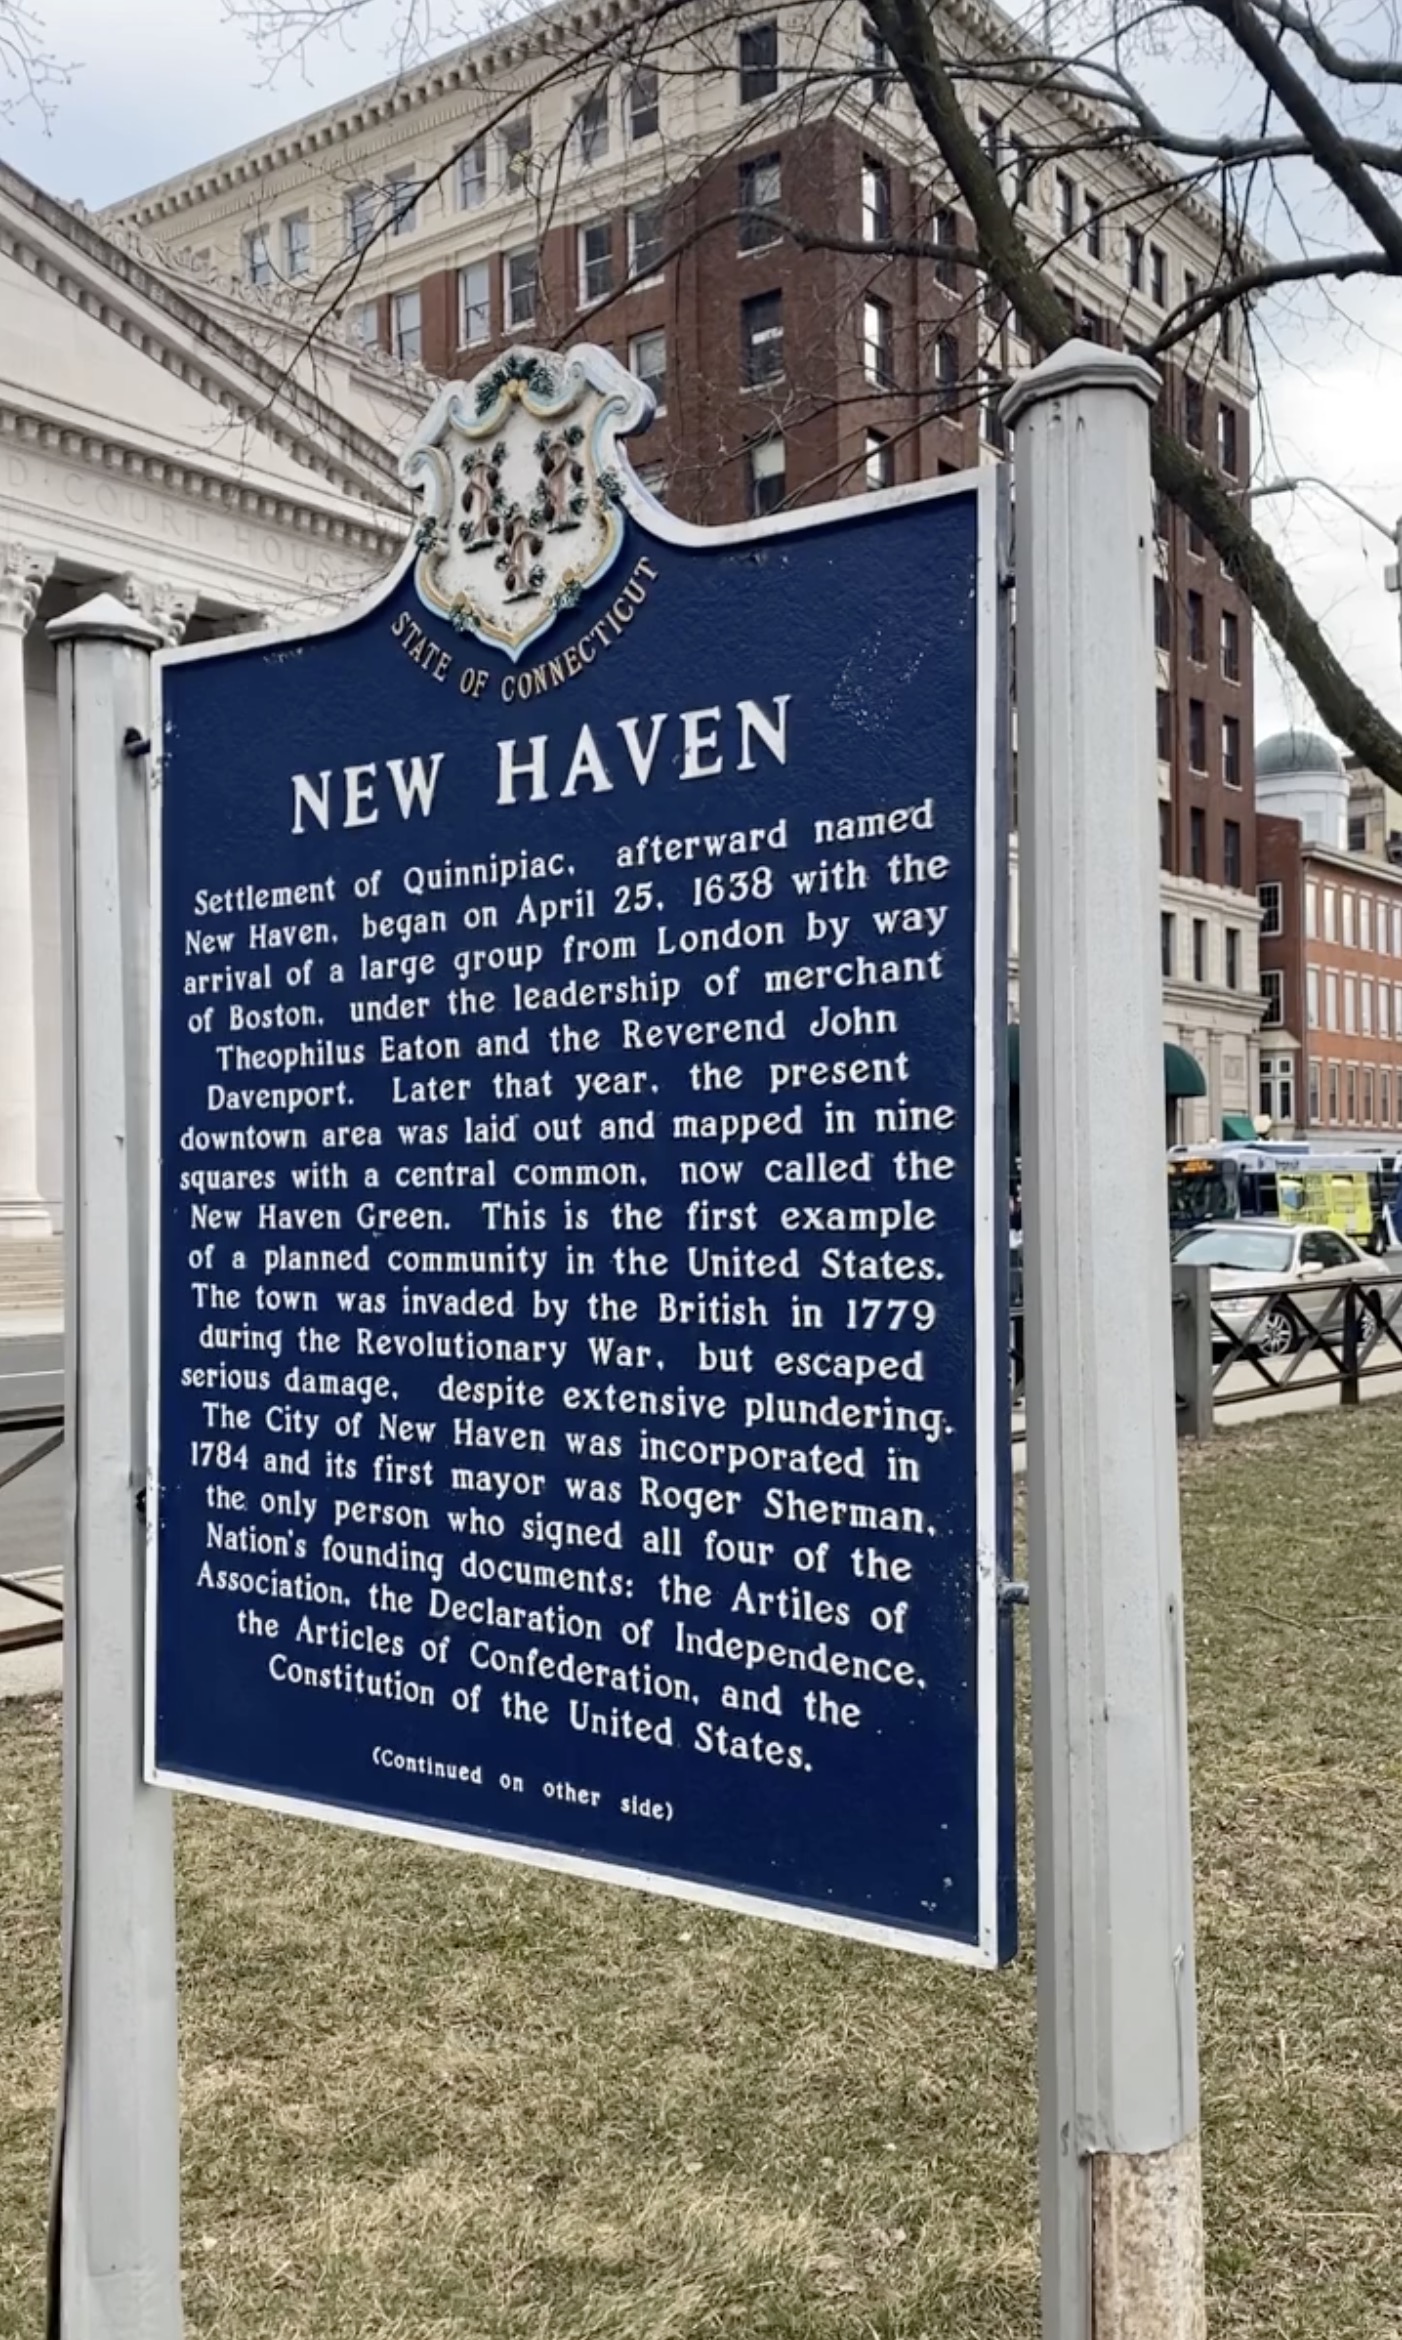 D · COURT HOUS
STATE OF CONNECTICUT
NEW HAVEN
Settlement of Quinnipiac, afterward named
New Haven, began on April 25, 1638 with the
arrival of a large group from London by way
of Boston, under the leadership of merchant
Theophilus Eaton and the Reverend John
Davenport. Later that year, the present
downtown area was laid out and mapped in nine
squares with a central common, now called the
New Haven Green. This is the first example
of a planned community in the United States.
The town was invaded by the British in 1779
during the Revolutionary War, but escaped
serious damage, despite extensive plundering.
The City of New Haven was incorporated in
1784 and its first mayor was Roger Sherman,
the only person who signed all four of the
Nation's founding documents: the Artiles of
Association, the Declaration of Independence,
the Articles of Confederation, and the
Constitution of the United States.
(Continued on other side)